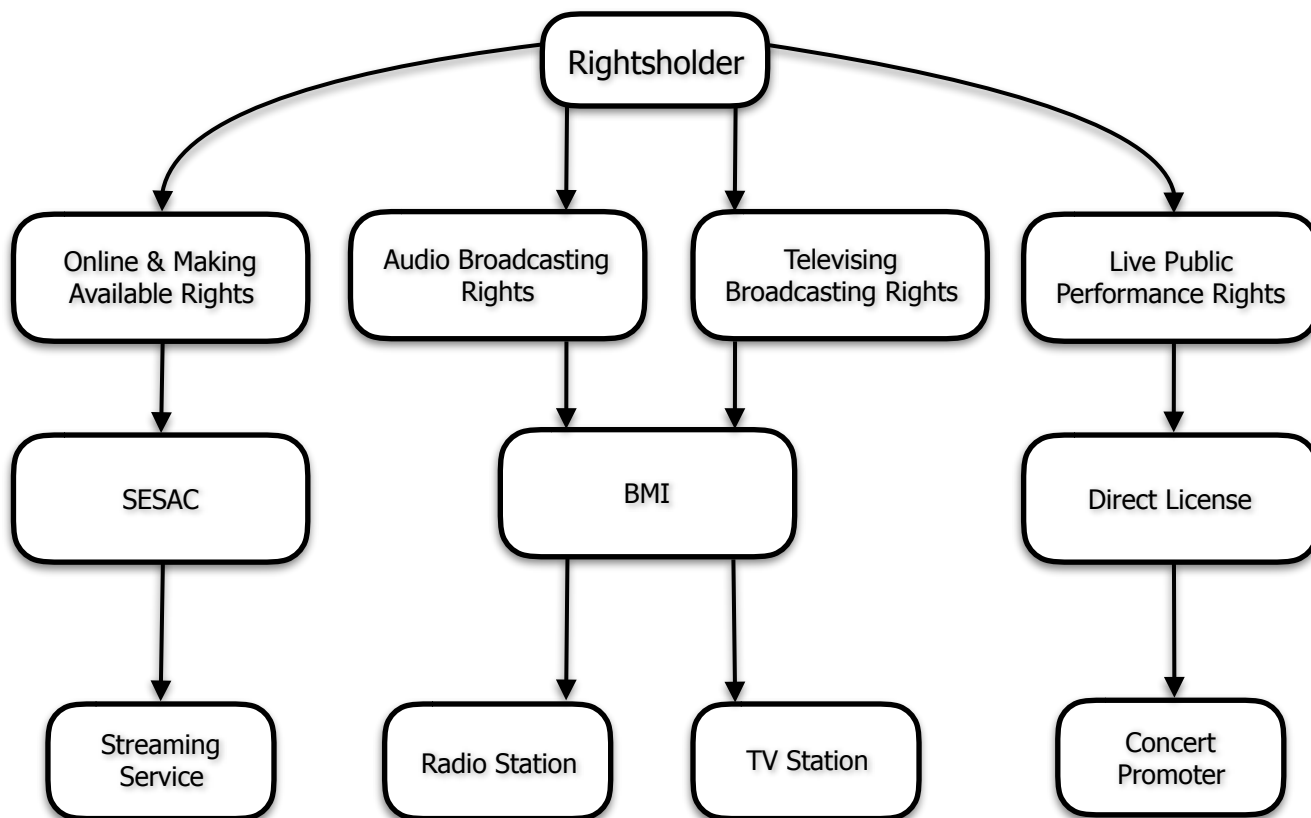 Rightsholder
Online & Making
Available Rights
Audio Broadcasting
Rights
Televising
Broadcasting Rights
Live Public
Performance Rights
SESAC
BMI
Direct License
Streaming
Service
Radio Station
TV Station
Concert
Promoter